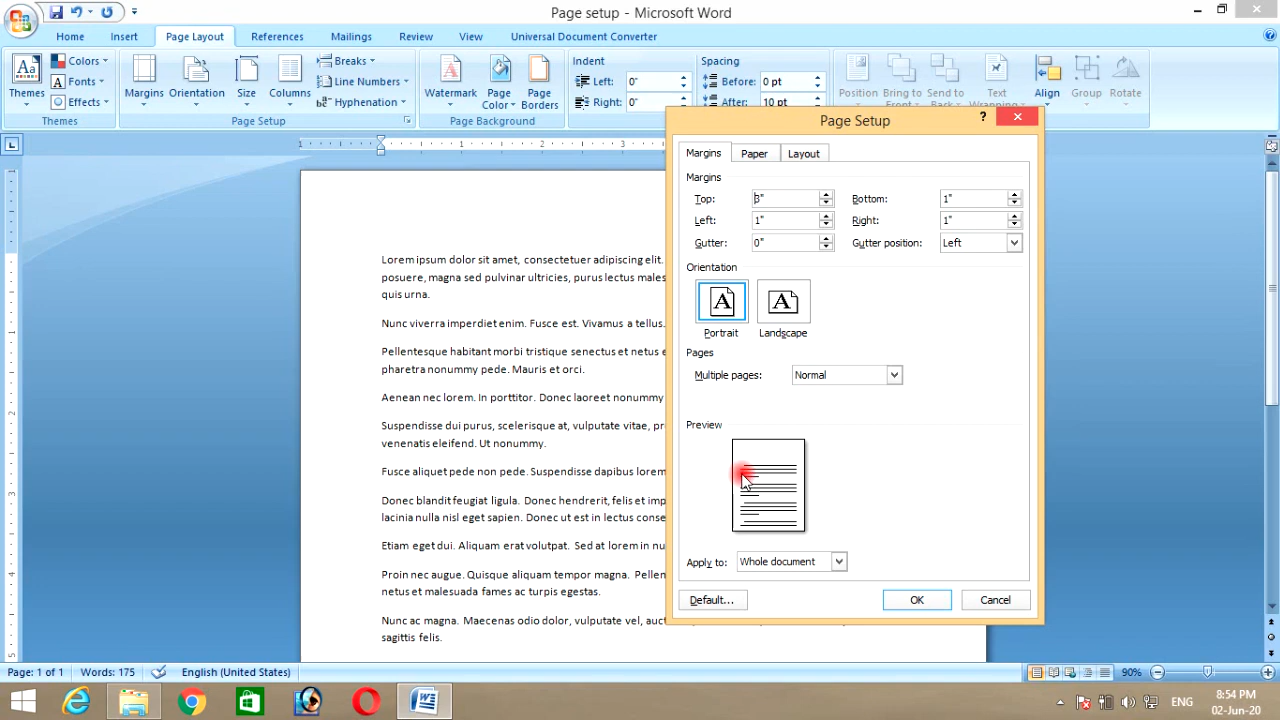 Page setup - Microsoft Word
Home Insert Page Layout References Mailings Review View Universal Document Converter
Themes
Colors
Fonts
Effects
Themes
Margins Orientation Size Columns
Breaks
Line Numbers
Hyphenation
Page Setup
Watermark Page Color Page Borders
Page Background
Indent
Left: 0"
Right: 0"
Spacing
Before: 0 pt
After: 10 pt
Position Bring to Front Send to Back Text Wrapping Align Group Rotate
1 1 2 3
Page Setup
? 
Margins Paper Layout
Margins
Top: 3" Bottom: 1"
Left: 1" Right: 1"
Gutter: 0" Gutter position: Left
Orientation
A A
Portrait Landscape
Pages
Multiple pages: Normal
Preview
Apply to: Whole document
Default... OK Cancel
Lorem ipsum dolor sit amet, consectetuer adipiscing elit.
posuere, magna sed pulvinar ultricies, purus lectus males
quis urna.
Nunc viverra imperdiet enim. Fusce est. Vivamus a tellus.
Pellentesque habitant morbi tristique senectus et netus e
pharetra nonummy pede. Mauris et orci.
Aenean nec lorem. In porttitor. Donec laoreet nonummy
Suspendisse dui purus, scelerisque at, vulputate vitae, pr
venenatis eleifend. Ut nonummy.
Fusce aliquet pede non pede. Suspendisse dapibus lorem
Donec blandit feugiat ligula. Donec hendrerit, felis et imp
lacinia nulla nisl eget sapien. Donec ut est in lectus conse
Etiam eget dui. Aliquam erat volutpat. Sed at lorem in nu
Proin nec augue. Quisque aliquam tempor magna. Pellen
netus et malesuada fames ac turpis egestas.
Nunc ac magna. Maecenas odio dolor, vulputate vel, auc
sagittis felis.
Page: 1 of 1 Words: 175 English (United States) 90%
ENG 8:54 PM
02-Jun-20